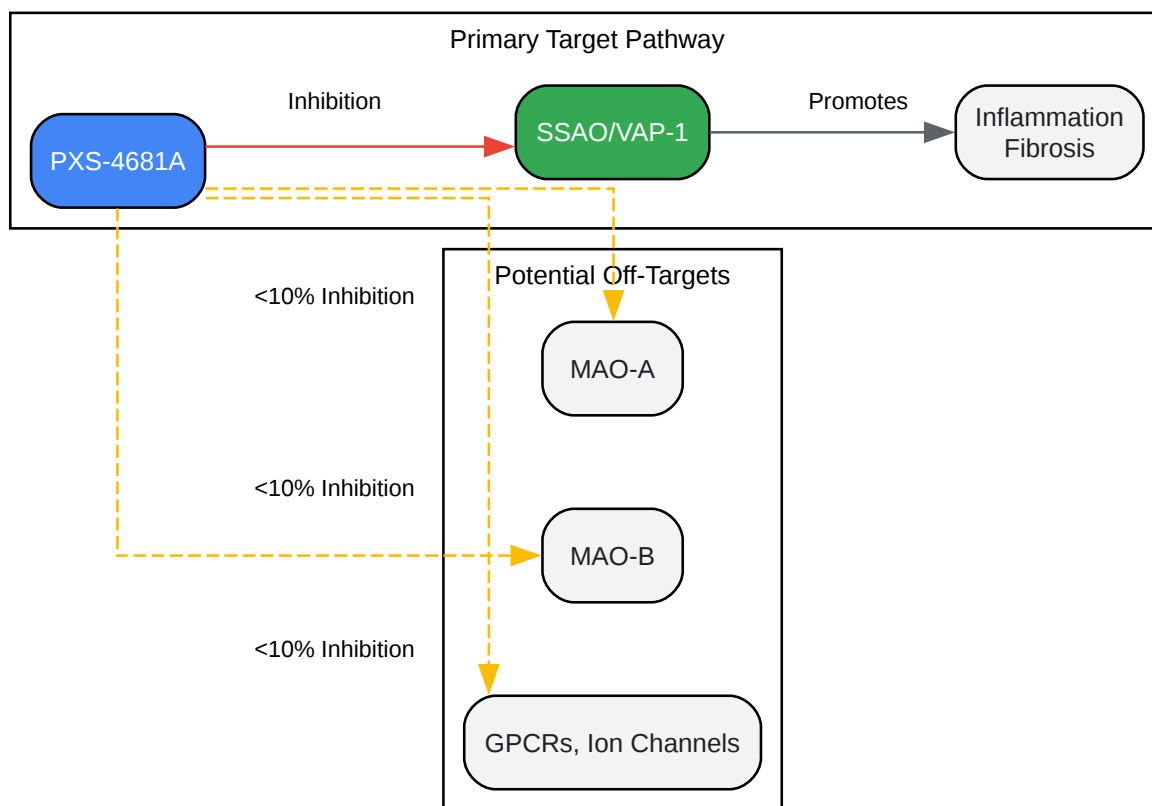 Primary Target Pathway
Inhibition
Promotes
PXS-4681A
SSAO/VAP-1
Inflammation
Fibrosis
Potential Off-Targets
<10% Inhibition
MAO-A
<10% Inhibition
MAO-B
<10% Inhibition
GPCRs, Ion Channels